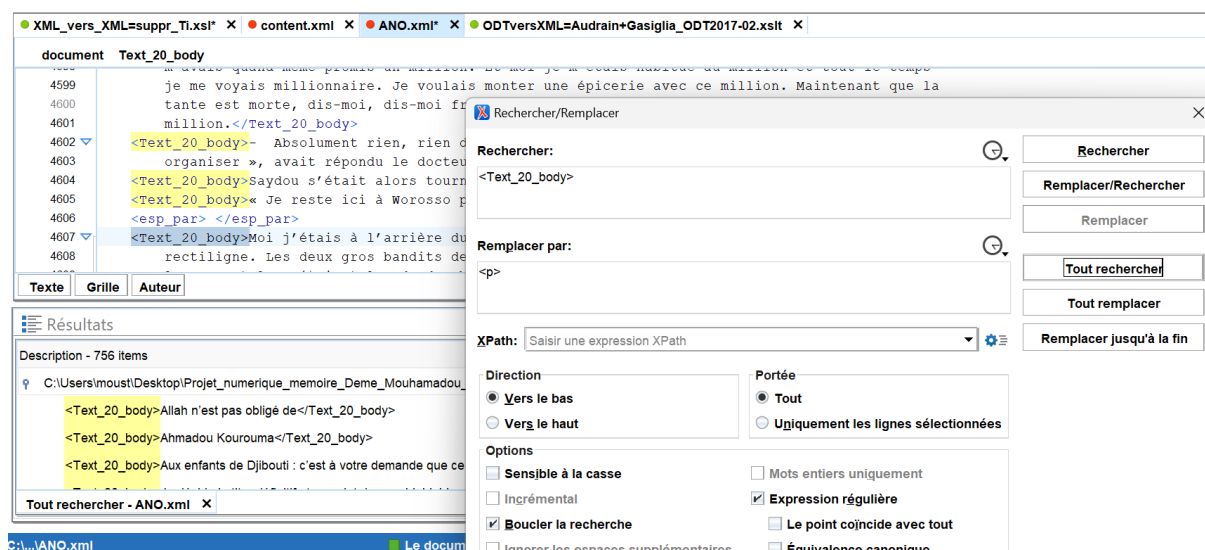 XML_vers_XML=suppr_Ti.xsl* X content.xml X ANO.xml* X ODTversXML=Audrain+Gasiglia_ODT2017-02.xslt X
document Text_20_body
4599 je me voyais millionnaire. Je voulais monter une épicerie avec ce million. Maintenant que la
4600 tante est morte, dis-moi, dis-moi fr
4601 million.</Text_20_body>
4602 <Text_20_body>- Absolument rien, rien d
4603 organiser », avait répondu le docteu
4604 <Text_20_body>Saydou s’était alors tourn
4605 <Text_20_body>« Je reste ici à Worosso p
4606 <esp_par> </esp_par>
4607 <Text_20_body>Moi j’étais à l’arrière du
4608 rectiligne. Les deux gros bandits de
Texte Grille Auteur
Résultats
Description - 756 items
C:\Users\moust\Desktop\Projet_numerique_memoire_Deme_Mouhamadou_
<Text_20_body>Allah n'est pas obligé de</Text_20_body>
<Text_20_body>Ahmadou Kourouma</Text_20_body>
<Text_20_body>Aux enfants de Djibouti : c’est à votre demande que ce
Tout rechercher - ANO.xml X
C:\...\ANO.xml Le docum
Rechercher/Remplacer
Rechercher:
<Text_20_body>
Remplacer par:
<p>
XPath: Saisir une expression XPath
Rechercher
Remplacer/Rechercher
Remplacer
Tout rechercher
Tout remplacer
Remplacer jusqu'à la fin
Direction
Vers le bas
Vers le haut
Portée
Tout
Uniquement les lignes sélectionnées
Options
Sensible à la casse
Mots entiers uniquement
Incrémental
Expression régulière
Boucler la recherche
Le point coïncide avec tout
Ignorer les espaces supplémentaires
Équivalence canonique